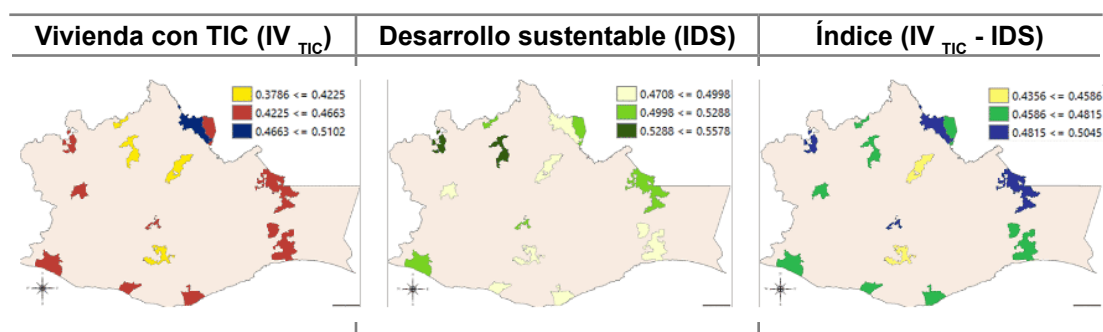 Vivienda con TIC (IV TIC)
Desarrollo sustentable (IDS)
Índice (IV TIC - IDS)
0.3786 <= 0.4225
0.4225 <= 0.4663
0.4663 <= 0.5102
0.4708 <= 0.4998
0.4998 <= 0.5288
0.5288 <= 0.5578
0.4356 <= 0.4586
0.4586 <= 0.4815
0.4815 <= 0.5045